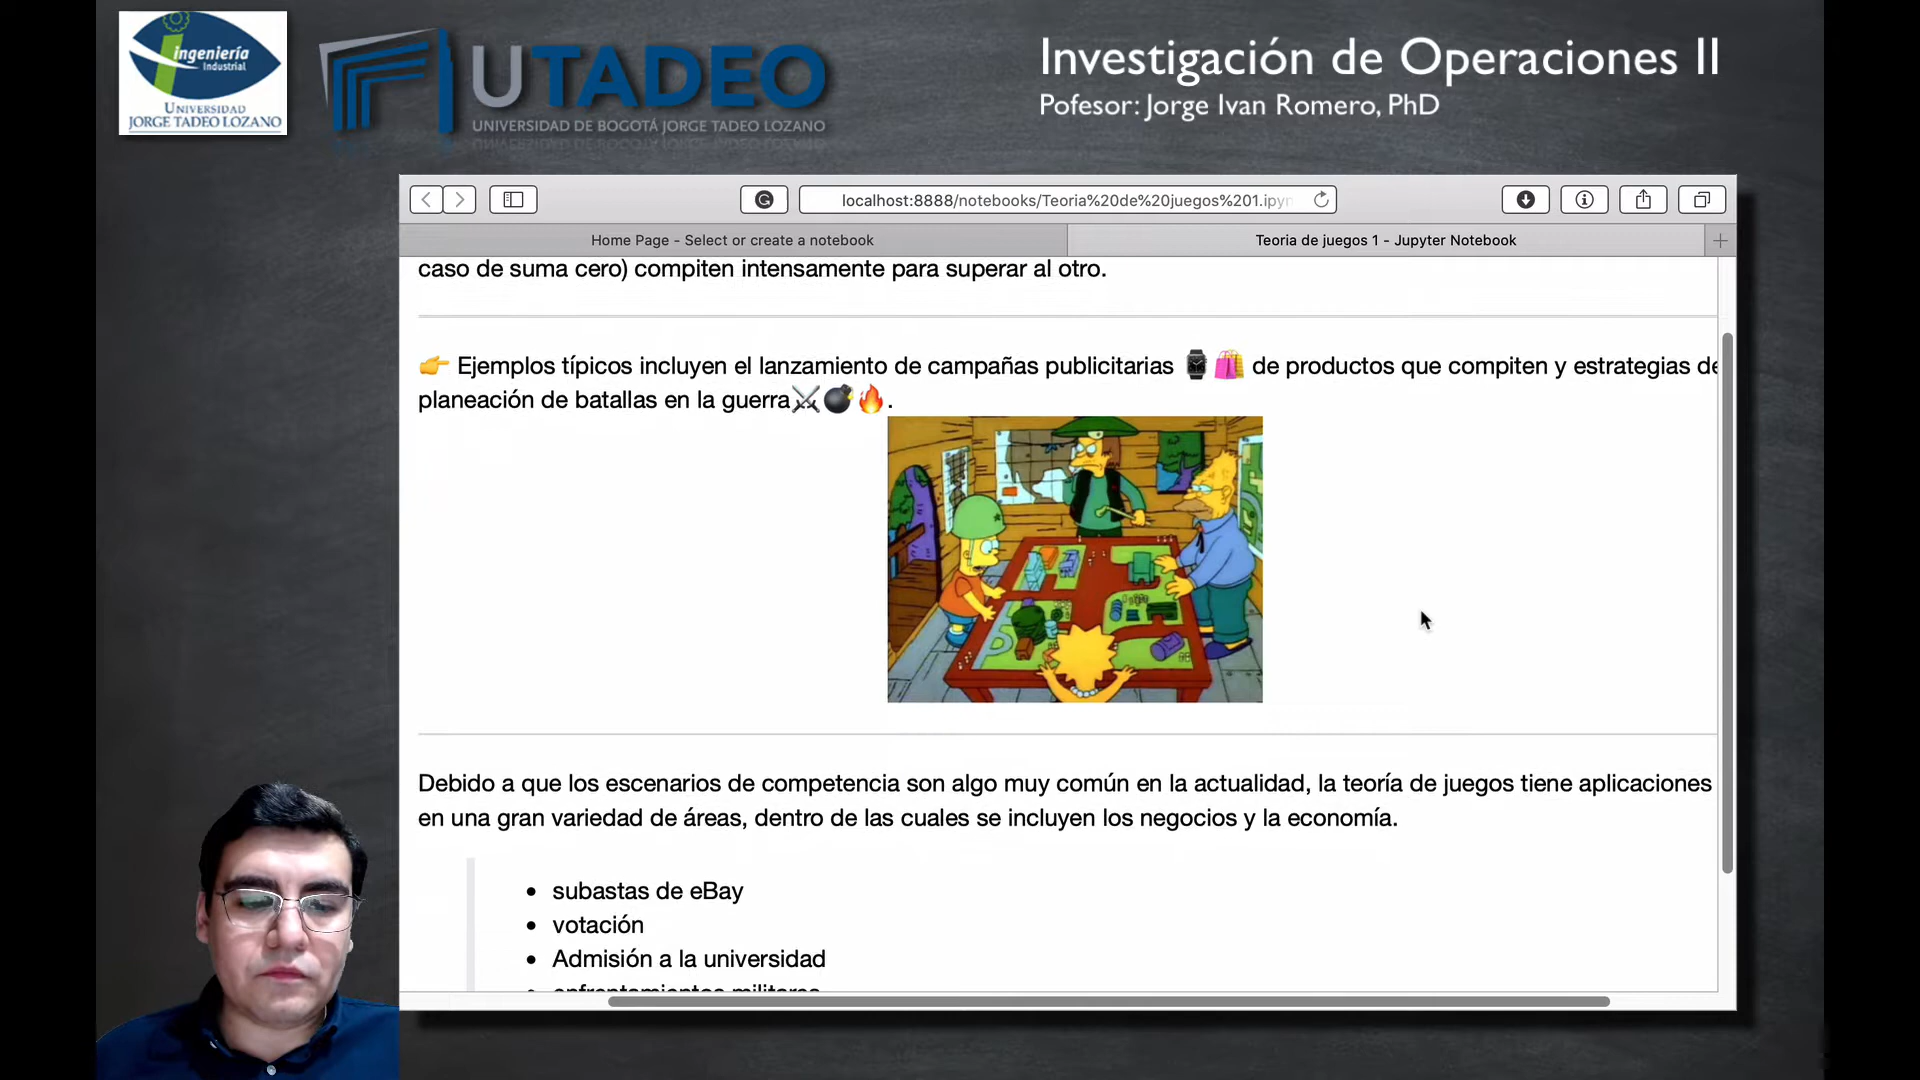 ingeniería
Industrial
UNIVERSIDAD
JORGE TADEO LOZANO
UTADEO
UNIVERSIDAD DE BOGOTÁ JORGE TADEO LOZANO
Investigación de Operaciones II
Pofesor: Jorge Ivan Romero, PhD
localhost:8888/notebooks/Teoria%20de%20juegos%201.ipyn
Home Page - Select or create a notebook
Teoria de juegos 1 - Jupyter Notebook
caso de suma cero) compiten intensamente para superar al otro.
👉 Ejemplos típicos incluyen el lanzamiento de campañas publicitarias ⌚🛍 de productos que compiten y estrategias de
planeación de batallas en la guerra⚔💣🔥.
Debido a que los escenarios de competencia son algo muy común en la actualidad, la teoría de juegos tiene aplicaciones
en una gran variedad de áreas, dentro de las cuales se incluyen los negocios y la economía.
• subastas de eBay
• votación
• Admisión a la universidad
• enfrentamientos militares